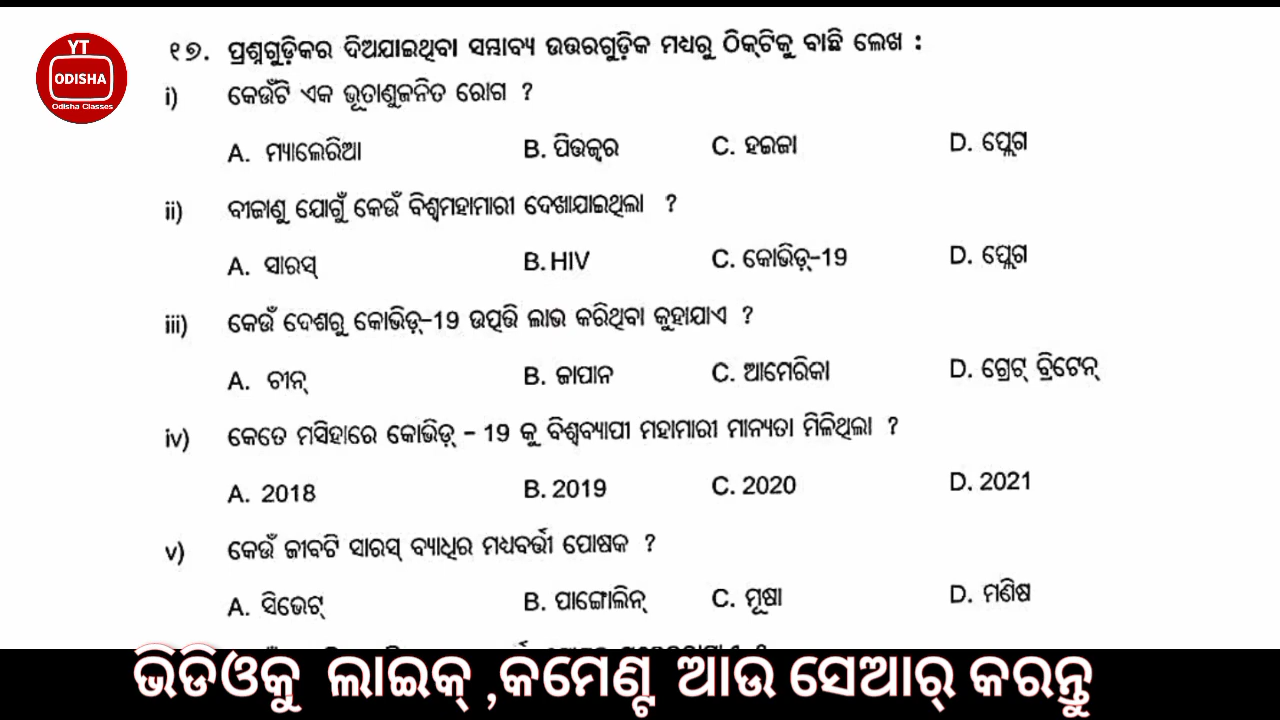 YT
ODISHA
Odisha Classes
୧୭. ପ୍ରଶ୍ନଗୁଡ଼ିକର ଦିଅଯାଇଥିବା ସମ୍ଭାବ୍ୟ ଉତ୍ତରଗୁଡ଼ିକ ମଧ୍ୟରୁ ଠିକ୍‌ଟିକୁ ବାଛି ଲେଖ :
i) କେଉଁଟି ଏକ ଭୂତାଣୁଜନିତ ରୋଗ ?
A. ମ୍ୟାଲେରିଆ B. ପିତ୍ତଜ୍ୱର C. ହଇଜା D. ପ୍ଲେଗ
ii) ବୀଜାଣୁ ଯୋଗୁଁ କେଉଁ ବିଶ୍ୱମହାମାରୀ ଦେଖାଯାଇଥିଲା ?
A. ସାରସ୍ B. HIV C. କୋଭିଡ଼୍-19 D. ପ୍ଲେଗ
iii) କେଉଁ ଦେଶରୁ କୋଭିଡ଼୍-19 ଉତ୍ପତ୍ତି ଲାଭ କରିଥିବା କୁହାଯାଏ ?
A. ଚୀନ୍ B. ଜାପାନ C. ଆମେରିକା D. ଗ୍ରେଟ୍ ବ୍ରିଟେନ୍
iv) କେତେ ମସିହାରେ କୋଭିଡ଼୍ - 19 କୁ ବିଶ୍ୱବ୍ୟାପୀ ମହାମାରୀ ମାନ୍ୟତା ମିଳିଥିଲା ?
A. 2018 B. 2019 C. 2020 D. 2021
v) କେଉଁ ଜୀବଟି ସାରସ୍ ବ୍ୟାଧିର ମଧ୍ୟବର୍ତ୍ତୀ ପୋଷକ ?
A. ସିଭେଟ୍ B. ପାଙ୍ଗୋଲିନ୍ C. ମୂଷା D. ମଣିଷ
ଭିଡିଓକୁ ଲାଇକ୍ ,କମେଣ୍ଟ ଆଉ ସେଆର୍ କରନ୍ତୁ